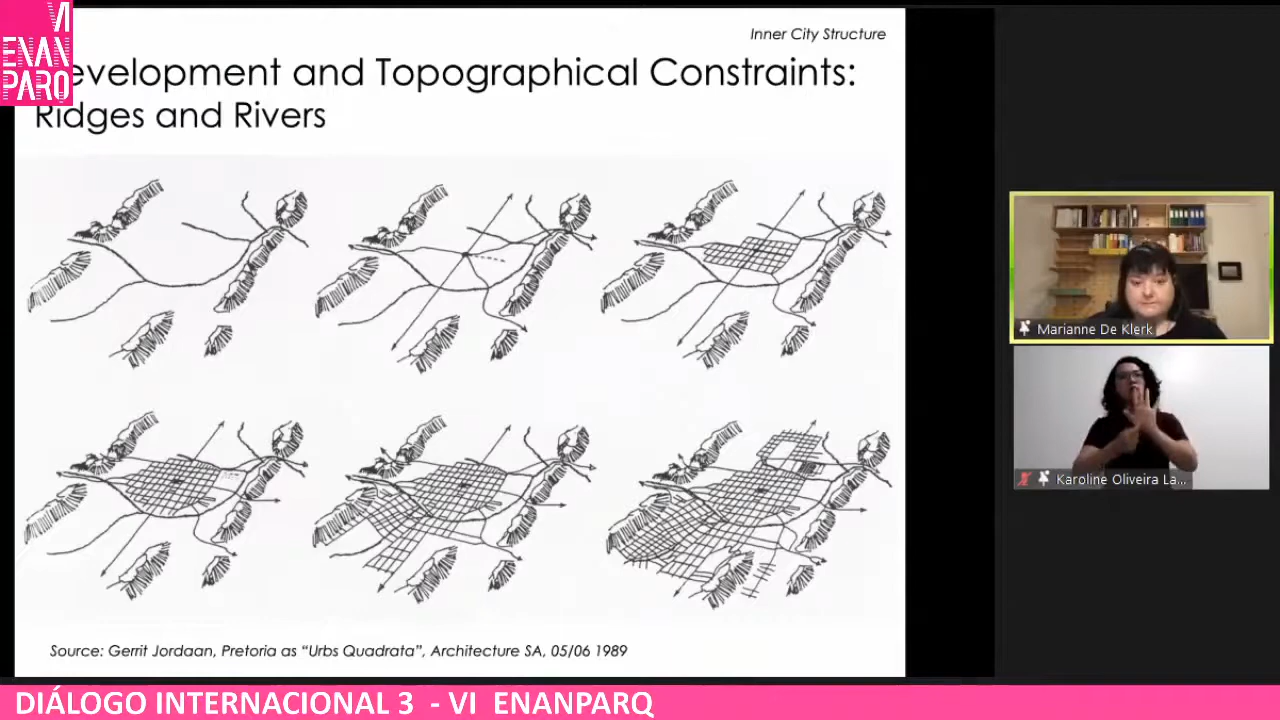 VI
ENAN
PARQ
Inner City Structure
Development and Topographical Constraints:
Ridges and Rivers
Marianne De Klerk
Karoline Oliveira La...
Source: Gerrit Jordaan, Pretoria as “Urbs Quadrata”, Architecture SA, 05/06 1989
DIÁLOGO INTERNACIONAL 3 - VI ENANPARQ